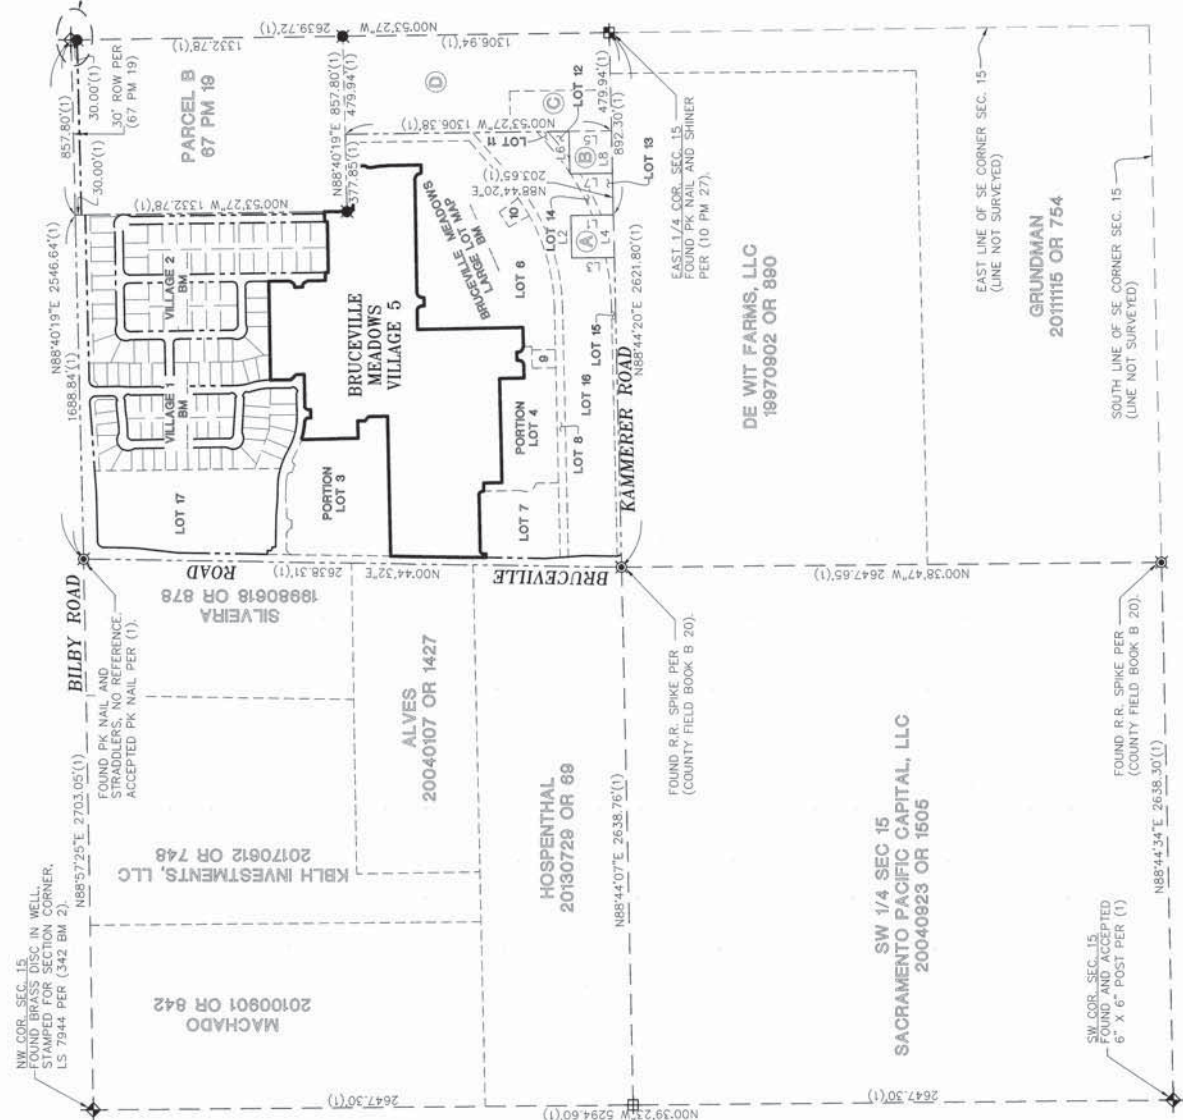 NW COR. SEC. 15
FOUND BRASS DISC IN WELL,
STAMPED FOR SECTION CORNER,
LS 7944 PER (342 BM 2).
N88°57'25"E 2703.05'(1)
BILBY ROAD
FOUND PK NAIL AND
STRADDLERS, NO REFERENCE.
ACCEPTED PK NAIL PER (1).
N88°40'19"E 2546.64'(1)
1688.84'(1)
857.80'(1)
30.00'(1)
30.00'(1)
30' ROW PER
(67 PM 19)
PARCEL B
67 PM 19
1332.78'(1)
2639.72'(1)
N00°53'27"W
1306.94'(1)
N00°53'27"W 1332.78'(1)
N88°40'19"E 857.80'(1)
377.85'(1)
479.94'(1)
VILLAGE 2
BM
VILLAGE 1
BM
LOT 17
BRUCEVILLE
MEADOWS
VILLAGE 5
BRUCEVILLE MEADOWS
LARGE LOT MAP
BM
PORTION
LOT 3
PORTION
LOT 4
LOT 6
LOT 7
LOT 8
9
10
LOT 11
LOT 12
LOT 13
LOT 14
LOT 15
LOT 16
A
B
C
D
L2
L3
L4
L5
L6
L7
L8
N00°53'27"W 1306.38'(1)
N88°44'20"E
203.65'(1)
479.94'(1)
892.30'(1)
N88°44'20"E 2621.80'(1)
KAMMERER ROAD
BRUCEVILLE
ROAD
N00°44'32"E
2638.31'(1)
EAST 1/4 COR. SEC. 15
FOUND PK NAIL AND SHINER
PER (10 PM 27).
SILVEIRA
19980618 OR 878
ALVES
20040107 OR 1427
KBLH INVESTMENTS, LLC
20170612 OR 748
MACHADO
20100901 OR 842
HOSPENTHAL
20130729 OR 69
N88°44'07"E 2638.76'(1)
FOUND R.R. SPIKE PER
(COUNTY FIELD BOOK B 20).
DE WIT FARMS, LLC
19970902 OR 890
EAST LINE OF SE CORNER SEC. 15
(LINE NOT SURVEYED)
GRUNDMAN
20111115 OR 754
SOUTH LINE OF SE CORNER SEC. 15
(LINE NOT SURVEYED)
N00°38'47"W 2647.65'(1)
SW 1/4 SEC 15
SACRAMENTO PACIFIC CAPITAL, LLC
20040923 OR 1505
FOUND R.R. SPIKE PER
(COUNTY FIELD BOOK B 20).
N88°44'34"E 2638.30'(1)
SW COR. SEC. 15
FOUND AND ACCEPTED
6" X 6" POST PER (1)
2647.30'(1)
N00°39'23"W 5294.60'(1)
2647.30'(1)